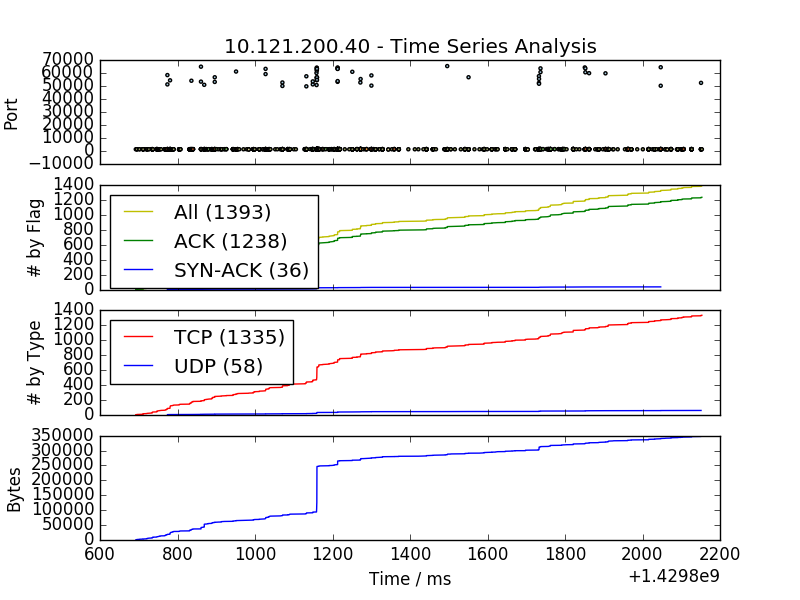 10.121.200.40 - Time Series Analysis
70000
60000
50000
40000
30000
20000
10000
0
−10000
Port
1400
1200
1000
800
600
400
200
0
# by Flag
All (1393)
ACK (1238)
SYN-ACK (36)
1400
1200
1000
800
600
400
200
0
# by Type
TCP (1335)
UDP (58)
350000
300000
250000
200000
150000
100000
50000
0
Bytes
600 800 1000 1200 1400 1600 1800 2000 2200
Time / ms
+1.4298e9